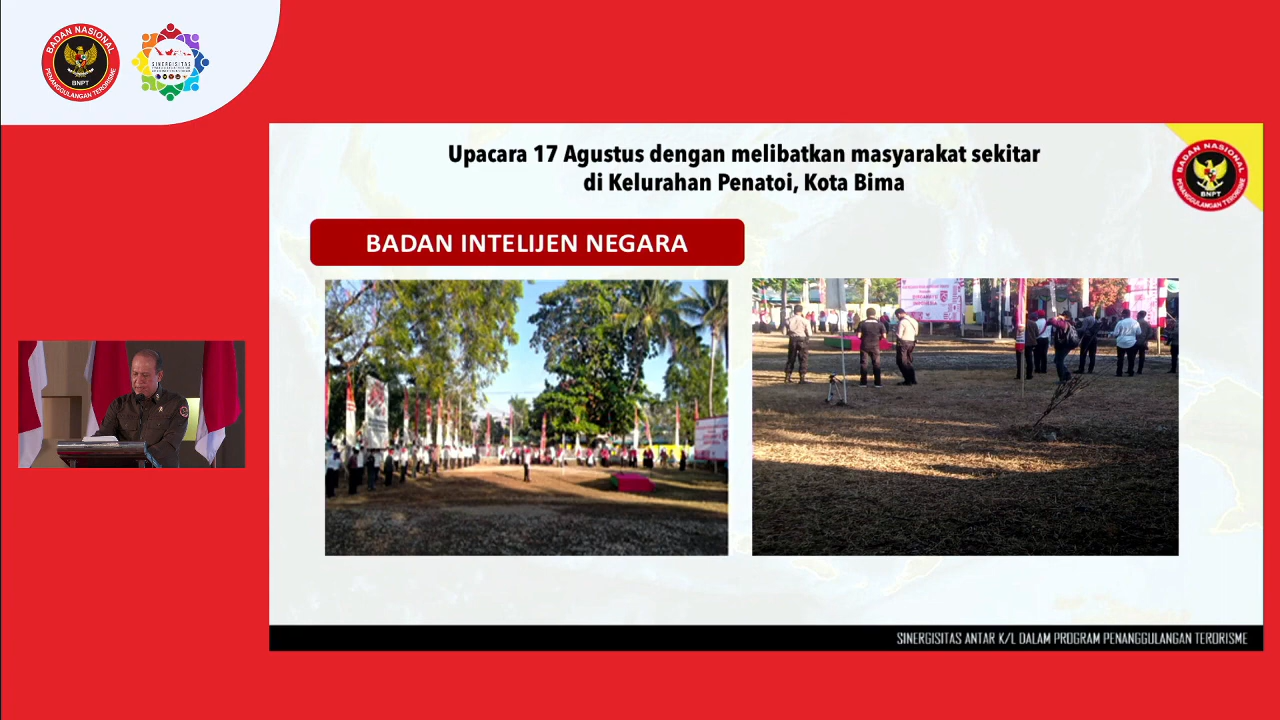 BADAN NASIONAL
PENANGGULANGAN TERORISME
BNPT
SINERGISITAS
Upacara 17 Agustus dengan melibatkan masyarakat sekitar
di Kelurahan Penatoi, Kota Bima
BADAN NASIONAL
PENANGGULANGAN TERORISME
BNPT
BADAN INTELIJEN NEGARA
SINERGISITAS ANTAR K/L DALAM PROGRAM PENANGGULANGAN TERORISME